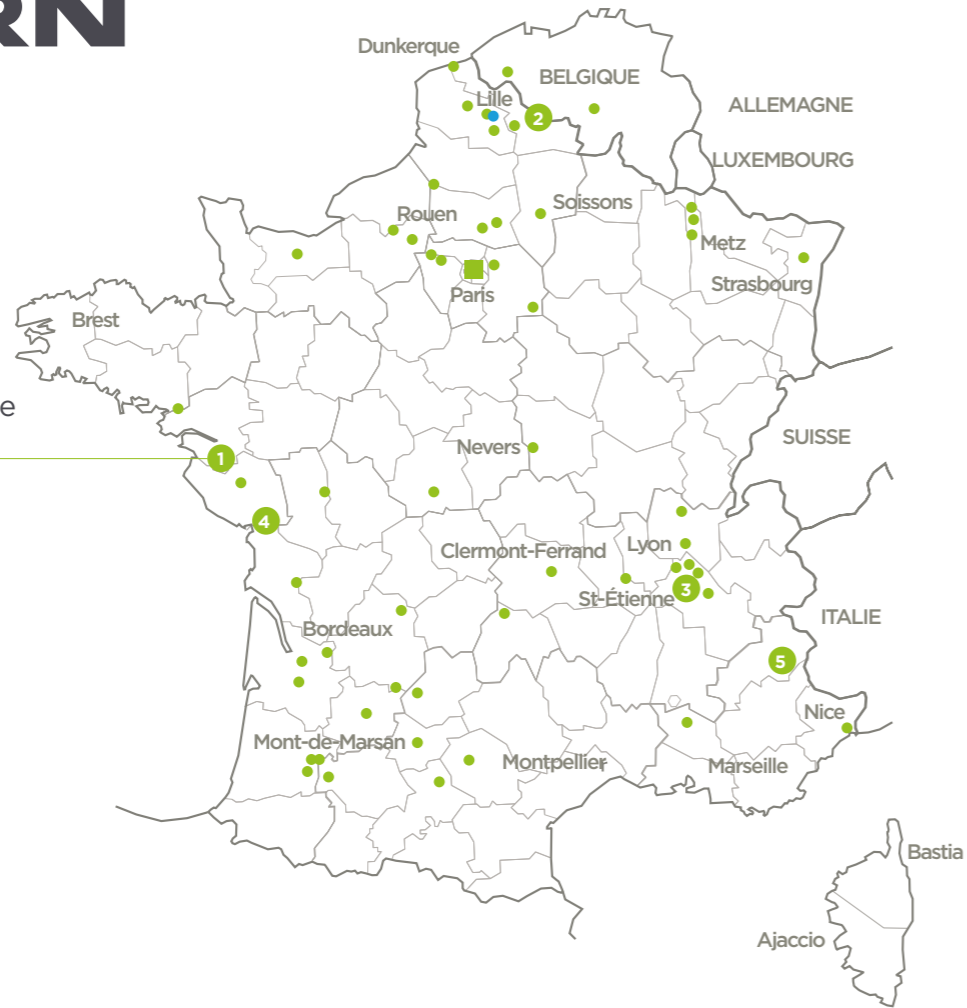 RN
Dunkerque
BELGIQUE
Lille
ALLEMAGNE
2
LUXEMBOURG
Soissons
Rouen
Metz
Strasbourg
Paris
Brest
e
SUISSE
Nevers
1
4
Clermont-Ferrand
Lyon
3
St-Étienne
ITALIE
Bordeaux
5
Nice
Mont-de-Marsan
Montpellier
Marseille
Bastia
Ajaccio